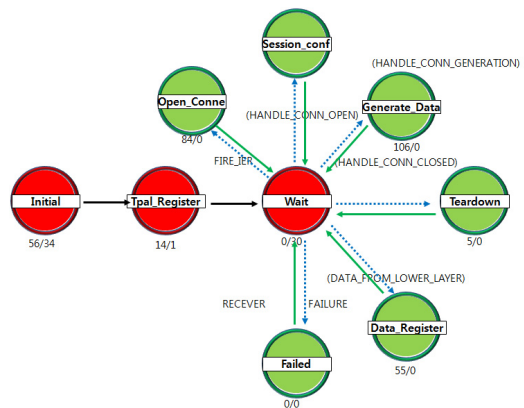 Session_conf
(HANDLE_CONN_GENERATION)
Open_Conne
Generate_Data
(HANDLE_CONN_OPEN)
84/0
106/0
FIRE_IER
(HANDLE_CONN_CLOSED)
Initial
Tpal_Register
Wait
Teardown
56/34
14/1
0/30
5/0
(DATA_FROM_LOWER_LAYER)
RECEVER
FAILURE
Data_Register
Failed
55/0
0/0